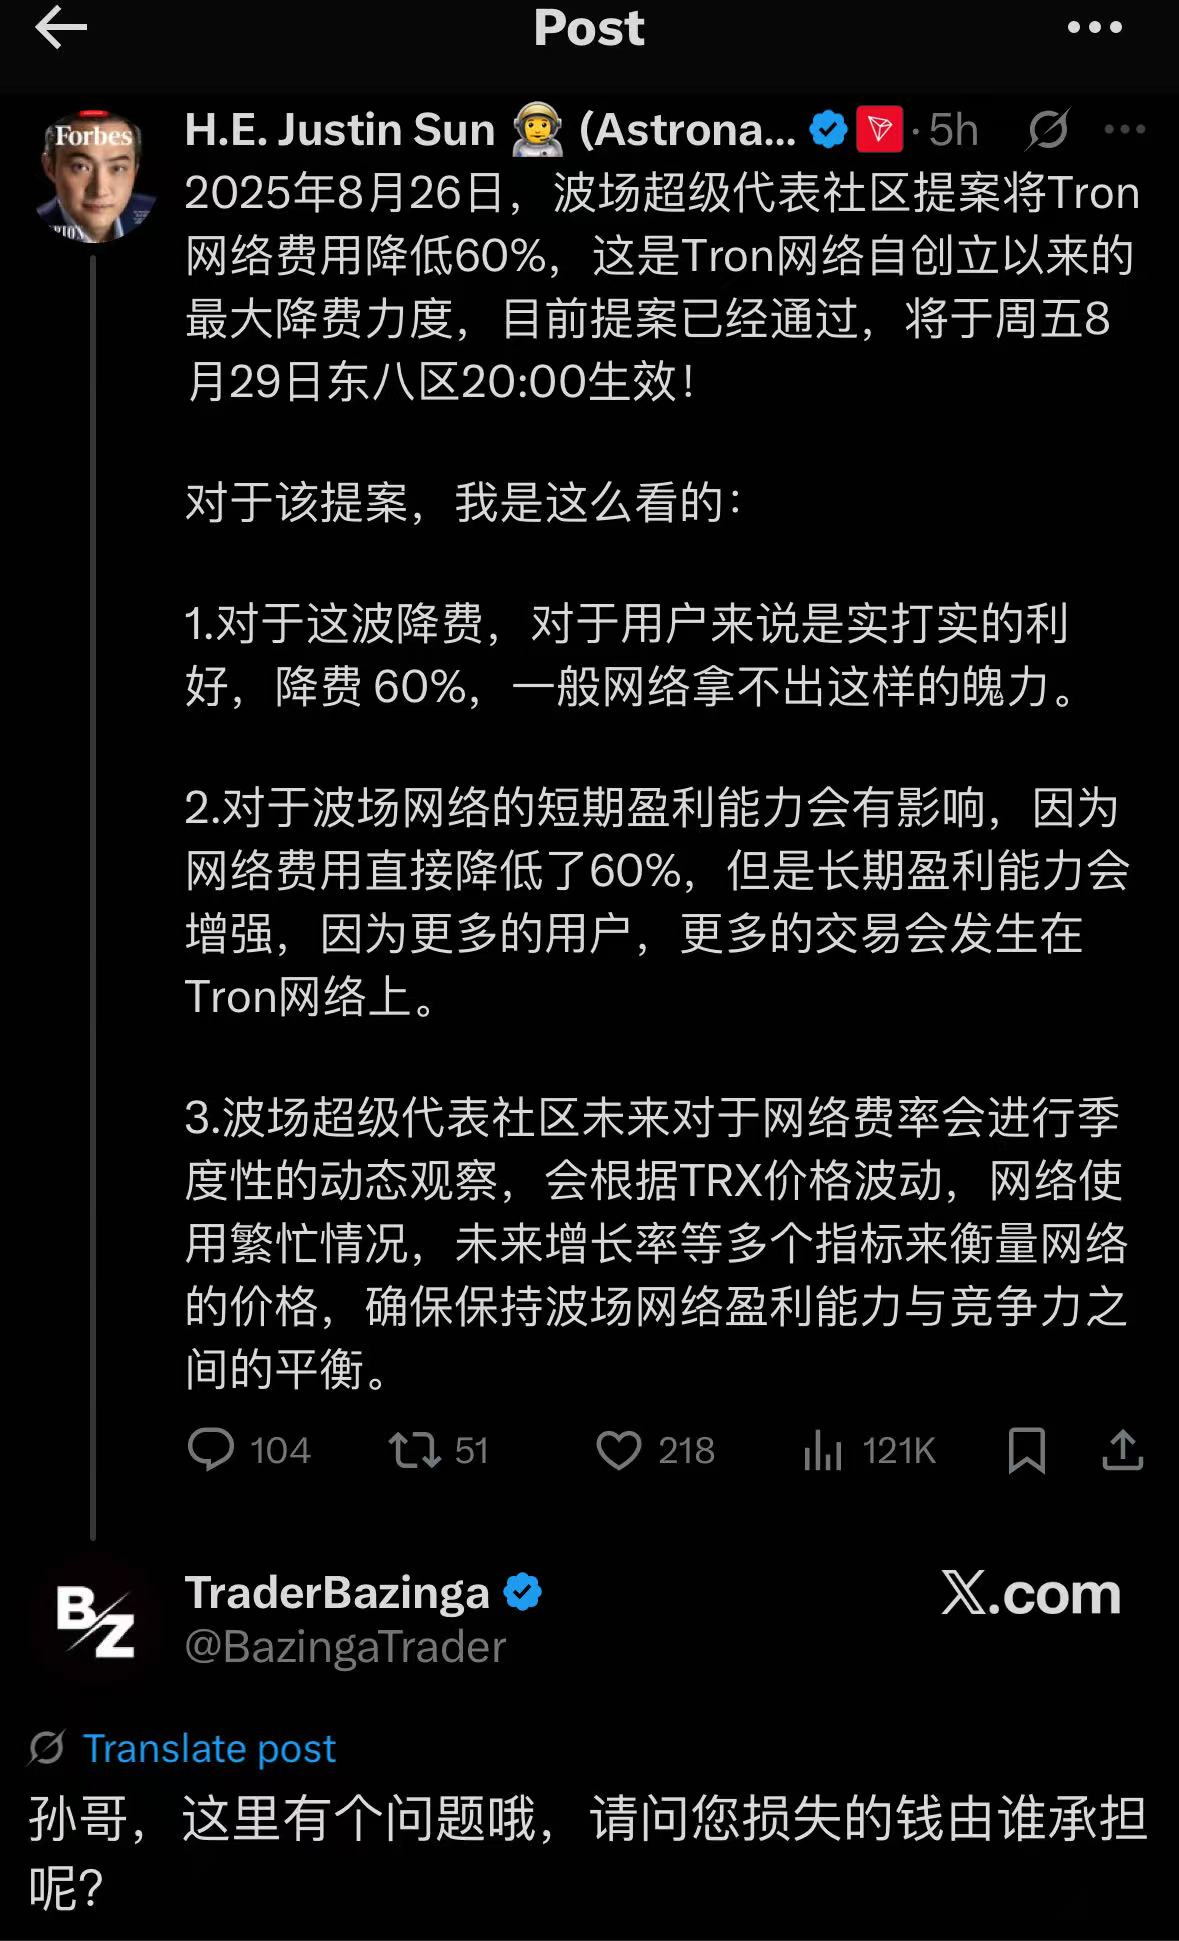 Post
Forbes
H.E. Justin Sun 👨‍🚀 (Astrona... · 5h
2025年8月26日，波场超级代表社区提案将Tron
网络费用降低60%，这是Tron网络自创立以来的
最大降费力度，目前提案已经通过，将于周五8
月29日东八区20:00生效！
对于该提案，我是这么看的：
1.对于这波降费，对于用户来说是实打实的利
好，降费 60%，一般网络拿不出这样的魄力。
2.对于波场网络的短期盈利能力会有影响，因为
网络费用直接降低了60%，但是长期盈利能力会
增强，因为更多的用户，更多的交易会发生在
Tron网络上。
3.波场超级代表社区未来对于网络费率会进行季
度性的动态观察，会根据TRX价格波动，网络使
用繁忙情况，未来增长率等多个指标来衡量网络
的价格，确保保持波场网络盈利能力与竞争力之
间的平衡。
104 51 218 121K
B/Z
TraderBazinga
X.com
@BazingaTrader
Translate post
孙哥，这里有个问题哦，请问您损失的钱由谁承担
呢？